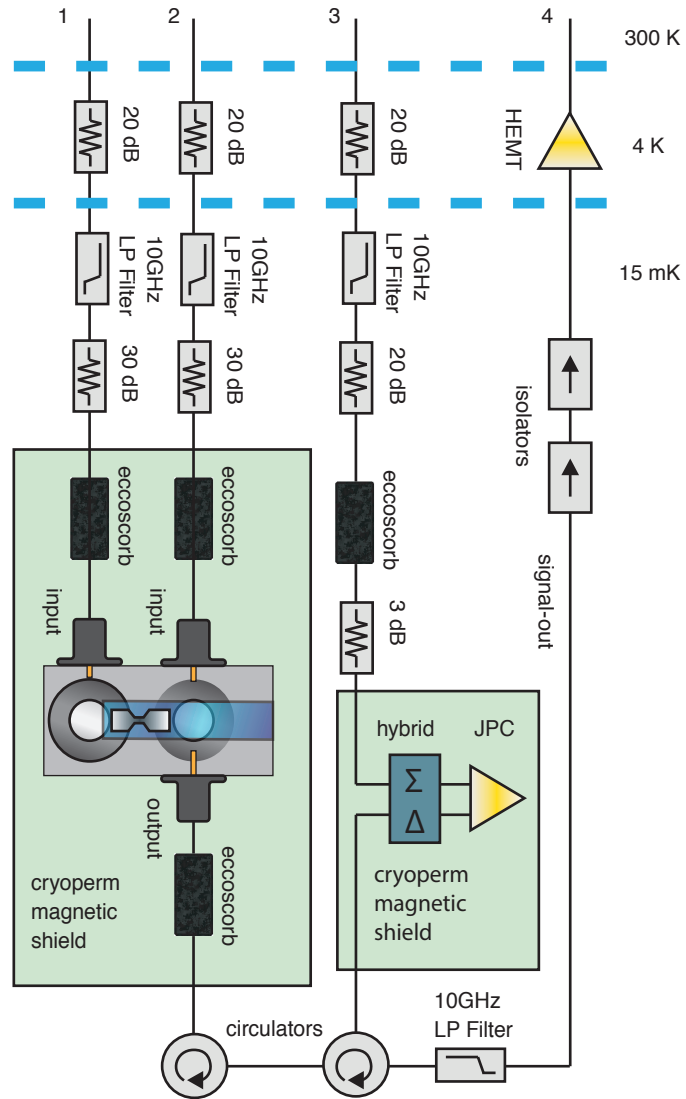 1
2
3
4
300 K
20 dB
20 dB
20 dB
HEMT
4 K
10GHz
LP Filter
10GHz
LP Filter
10GHz
LP Filter
15 mK
30 dB
30 dB
20 dB
isolators
eccoscorb
eccoscorb
eccoscorb
signal-out
input
input
3 dB
hybrid
JPC
Σ
Δ
output
eccoscorb
cryoperm
magnetic
shield
cryoperm
magnetic
shield
circulators
10GHz
LP Filter